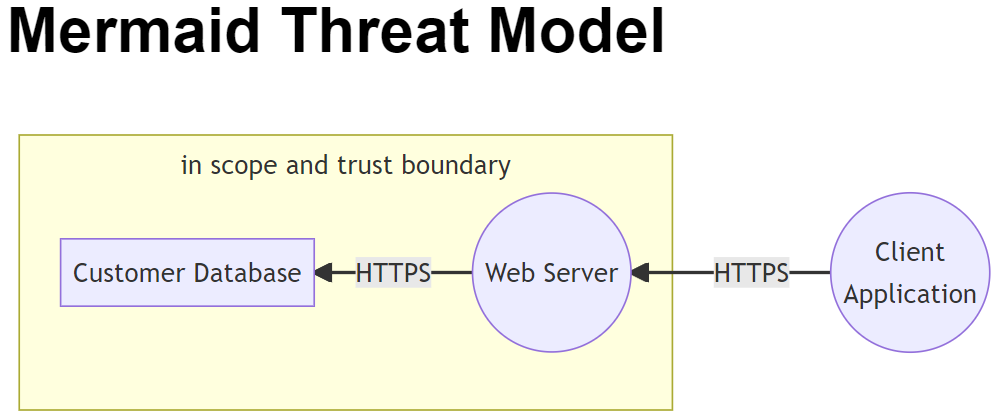 Mermaid Threat Model
in scope and trust boundary
Customer Database
HTTPS
Web Server
HTTPS
Client
Application